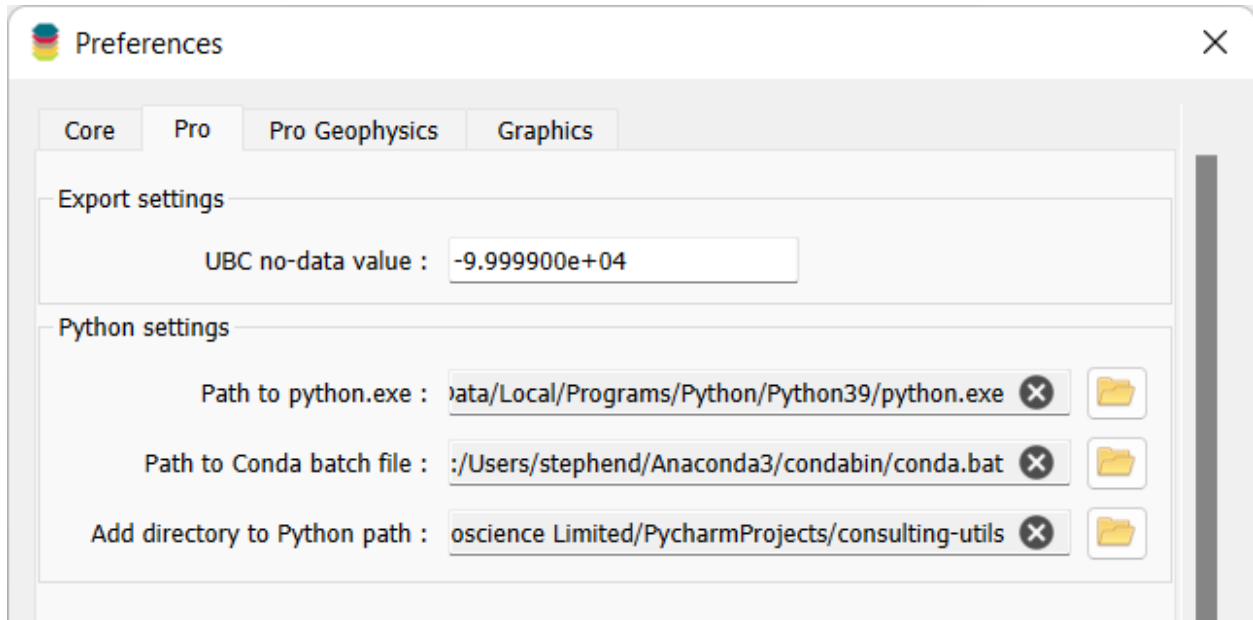 Preferences
Core Pro Pro Geophysics Graphics
Export settings
UBC no-data value : -9.999900e+04
Python settings
Path to python.exe : Data/Local/Programs/Python/Python39/python.exe
Path to Conda batch file : :/Users/stephend/Anaconda3/condabin/conda.bat
Add directory to Python path : oscience Limited/PycharmProjects/consulting-utils